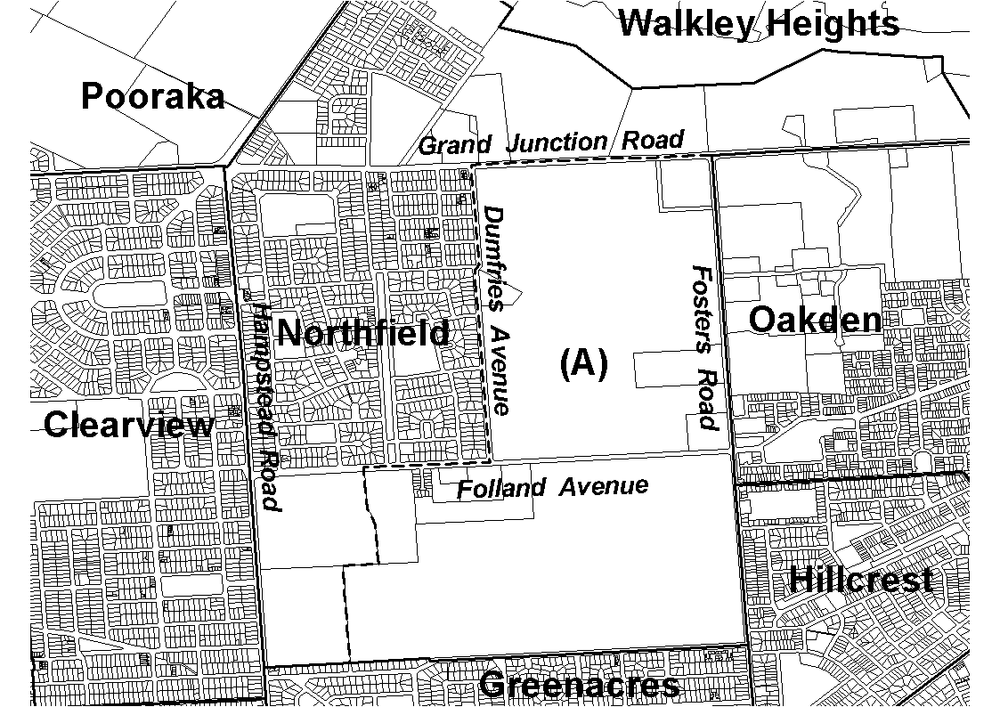 Walkley Heights
Pooraka
Grand Junction Road
Dumfries Avenue
Fosters Road
Hampstead Road
Northfield
Oakden
(A)
Clearview
Folland Avenue
Hillcrest
Greenacres